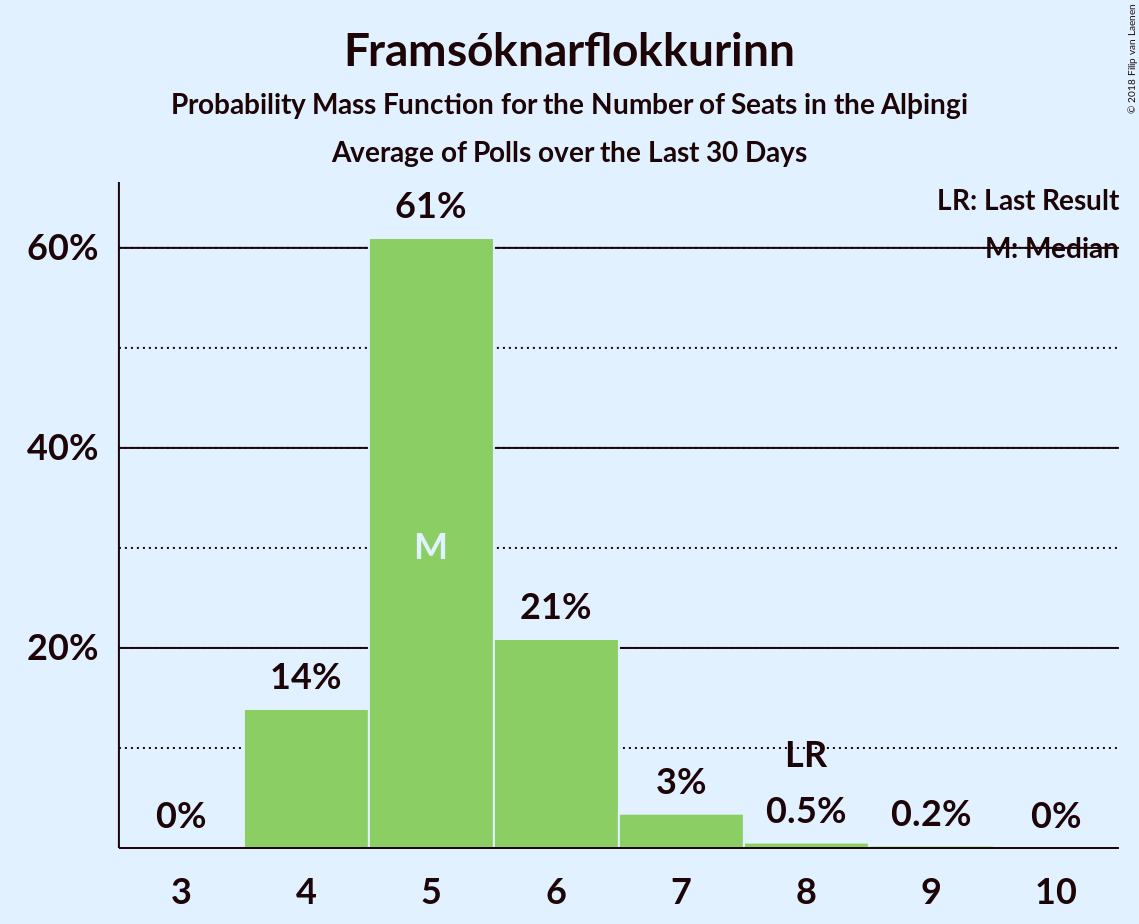 Framsóknarflokkurinn
Probability Mass Function for the Number of Seats in the Alþingi
Average of Polls over the Last 30 Days
© 2018 Filip van Laenen
LR: Last Result
M: Median
61%
60%
40%
M
21%
20%
14%
LR
3%
0.5%
0.2%
0%
0%
3 4 5 6 7 8 9 10